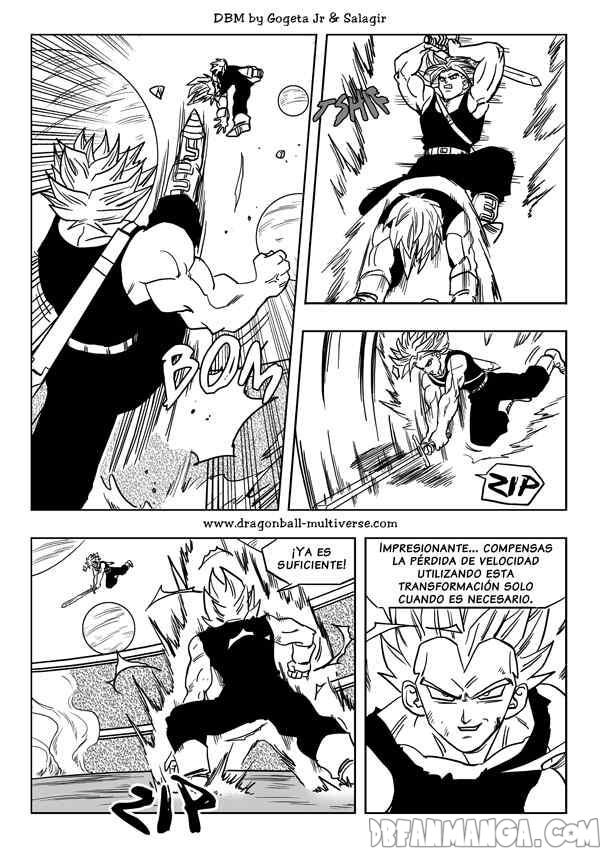 DBM by Gogeta Jr & Salagir
TSHIF
BOM
ZIP
www.dragonball-multiverse.com
¡YA ES
SUFICIENTE!
ZIP
IMPRESIONANTE... COMPENSAS
LA PÉRDIDA DE VELOCIDAD
UTILIZANDO ESTA
TRANSFORMACIÓN SOLO
CUANDO ES NECESARIO.
DBFANMANGA.COM